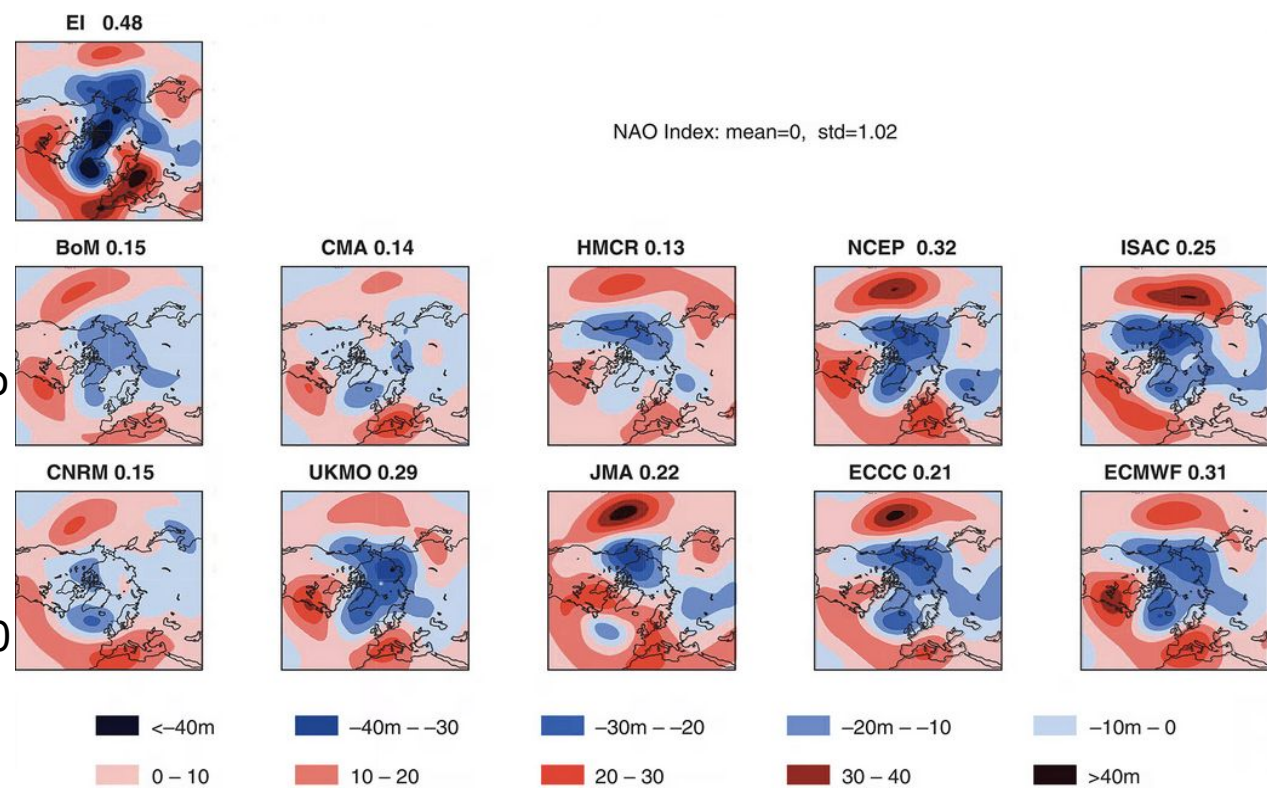 EI 0.48
NAO Index: mean=0, std=1.02
BoM 0.15 CMA 0.14 HMCR 0.13 NCEP 0.32 ISAC 0.25
CNRM 0.15 UKMO 0.29 JMA 0.22 ECCC 0.21 ECMWF 0.31
<–40m –40m – –30 –30m – –20 –20m – –10 –10m – 0
0 – 10 10 – 20 20 – 30 30 – 40 >40m